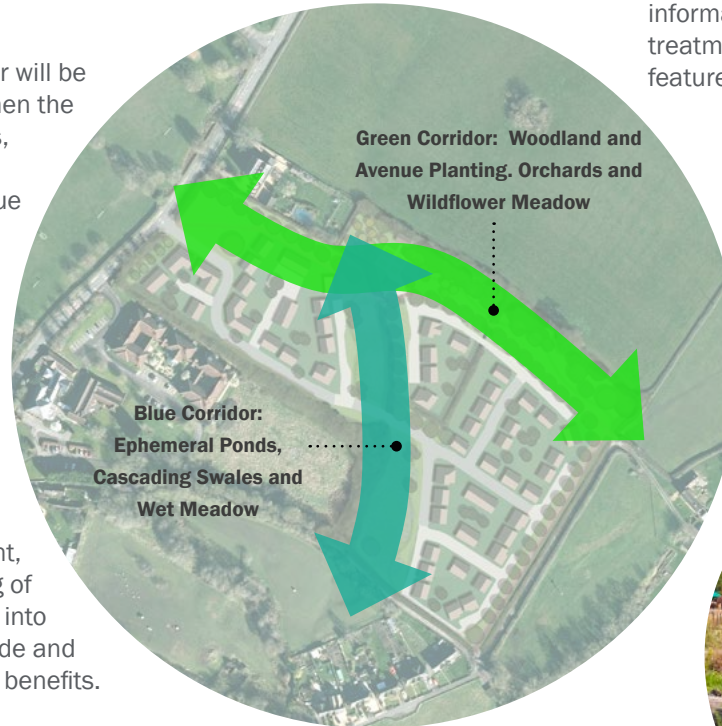 r will be
hen the
s,
ue
nt,
g of
into
de and
benefits.
informa
treatm
feature
Green Corridor: Woodland and
Avenue Planting. Orchards and
Wildflower Meadow
Blue Corridor:
Ephemeral Ponds,
Cascading Swales and
Wet Meadow